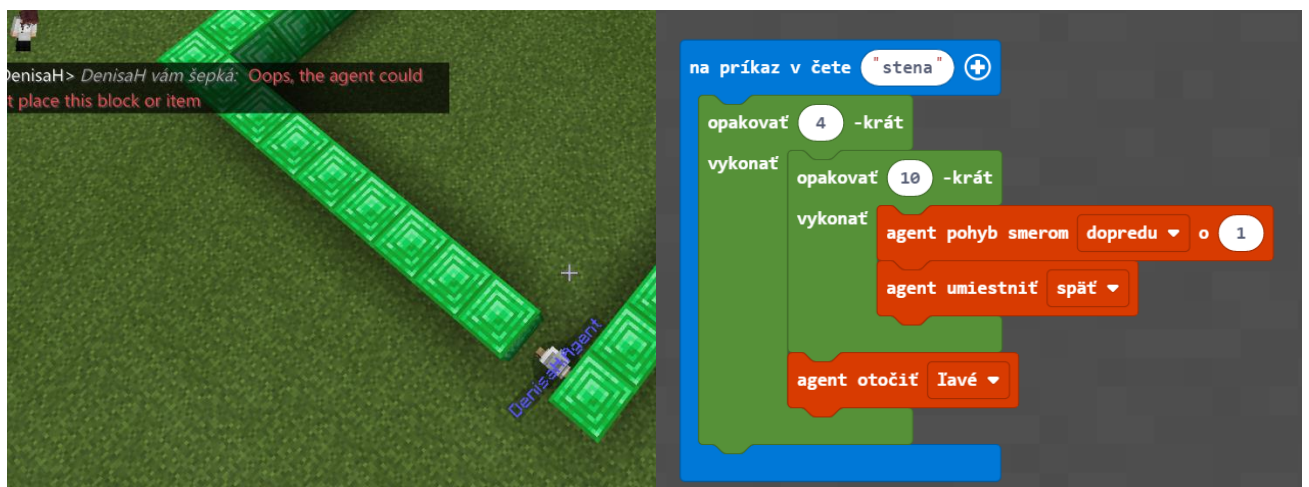 DenisaH> DenisaH vám šepká: Oops, the agent could
t place this block or item
DenisaH Agent
na príkaz v čete "stena"
opakovať 4 -krát
vykonať
opakovať 10 -krát
vykonať
agent pohyb smerom dopredu o 1
agent umiestniť späť
agent otočiť Ľavé